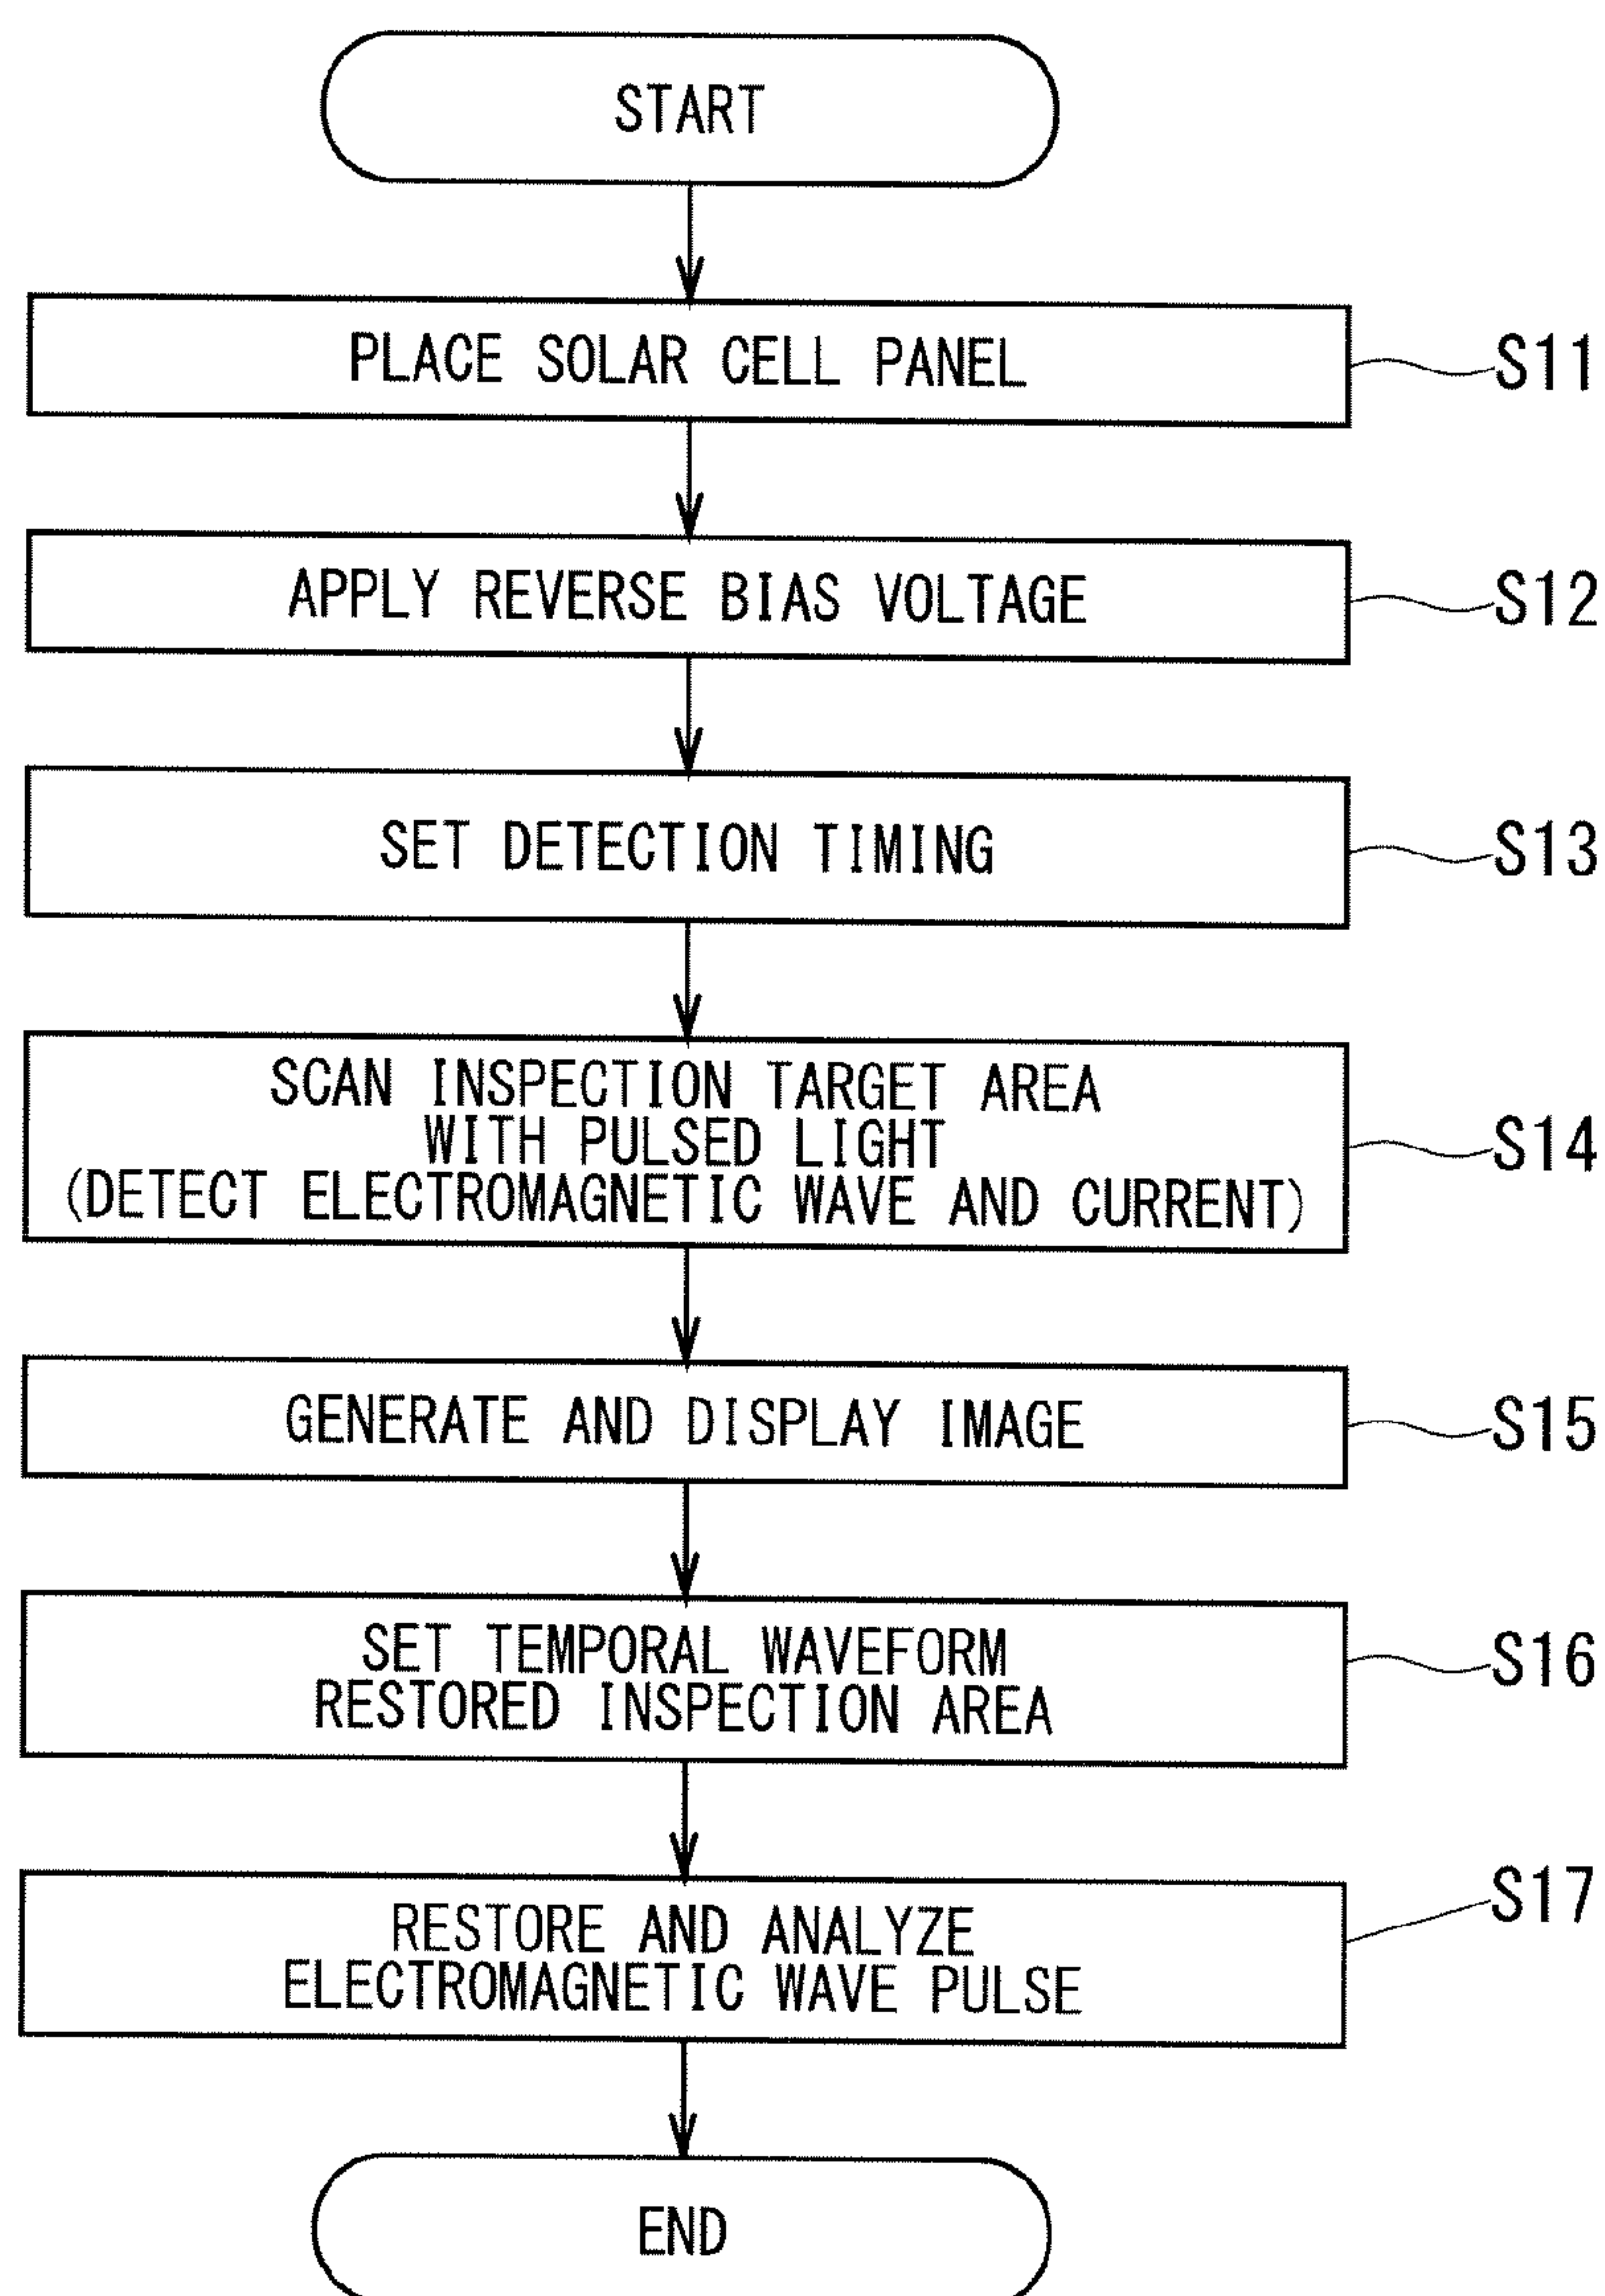 START
PLACE SOLAR CELL PANEL
S11
APPLY REVERSE BIAS VOLTAGE
S12
SET DETECTION TIMING
S13
SCAN INSPECTION TARGET AREA
WITH PULSED LIGHT
(DETECT ELECTROMAGNETIC WAVE AND CURRENT)
S14
GENERATE AND DISPLAY IMAGE
S15
SET TEMPORAL WAVEFORM
RESTORED INSPECTION AREA
S16
RESTORE AND ANALYZE
ELECTROMAGNETIC WAVE PULSE
S17
END